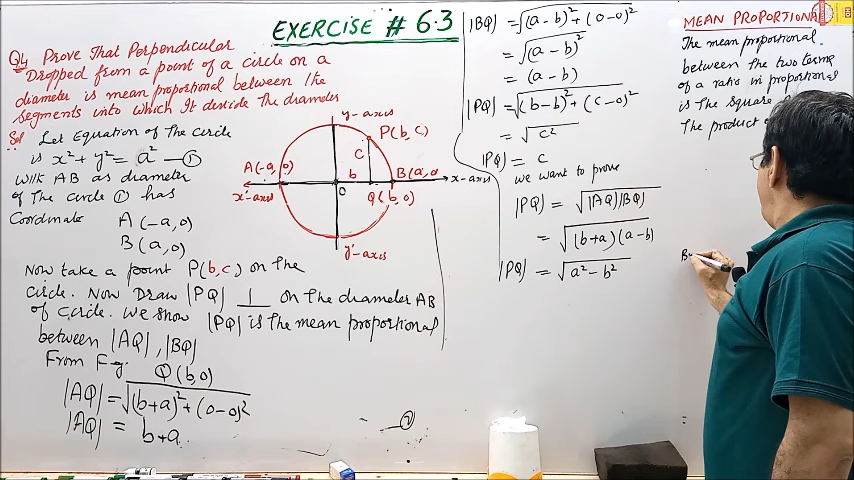 EXERCISE # 6.3
Q4 Prove That Perpendicular
Dropped from a point of a circle on a
diameter is mean proportional between the
segments into which It devide the diameter
Sol Let Equation of The circle
is x² + y² = a² — ①
W/K AB as diameter
of The circle ① has
Coordinate A (-a, 0)
B (a, 0)
y-axis
P(b, c)
A(-a, 0)
C
b
B(a, 0
x-axis
x'-axis
O
Q(b, 0)
y'-axis
Now take a point P(b, c) on the
circle. Now Draw |PQ| ⊥ on the diameter AB
of circle. We show |PQ| is the mean proportional
between |AQ|, |BQ|
From Fig. Q(b, 0)
|AQ| = √(b+a)² + (0-0)²
|AQ| = b+a.
— ②
|BQ| = √(a-b)² + (0-0)²
= √(a-b)²
= (a-b)
|PQ| = √(b-b)² + (c-0)²
= √c²
|PQ| = c
we want to prove
|PQ| = √|AQ||BQ|
= √(b+a)(a-b)
|PQ| = √a²-b²
MEAN PROPORTIONA
The mean proportional
between the two terms
of a ratio in proportional
is the square
The product